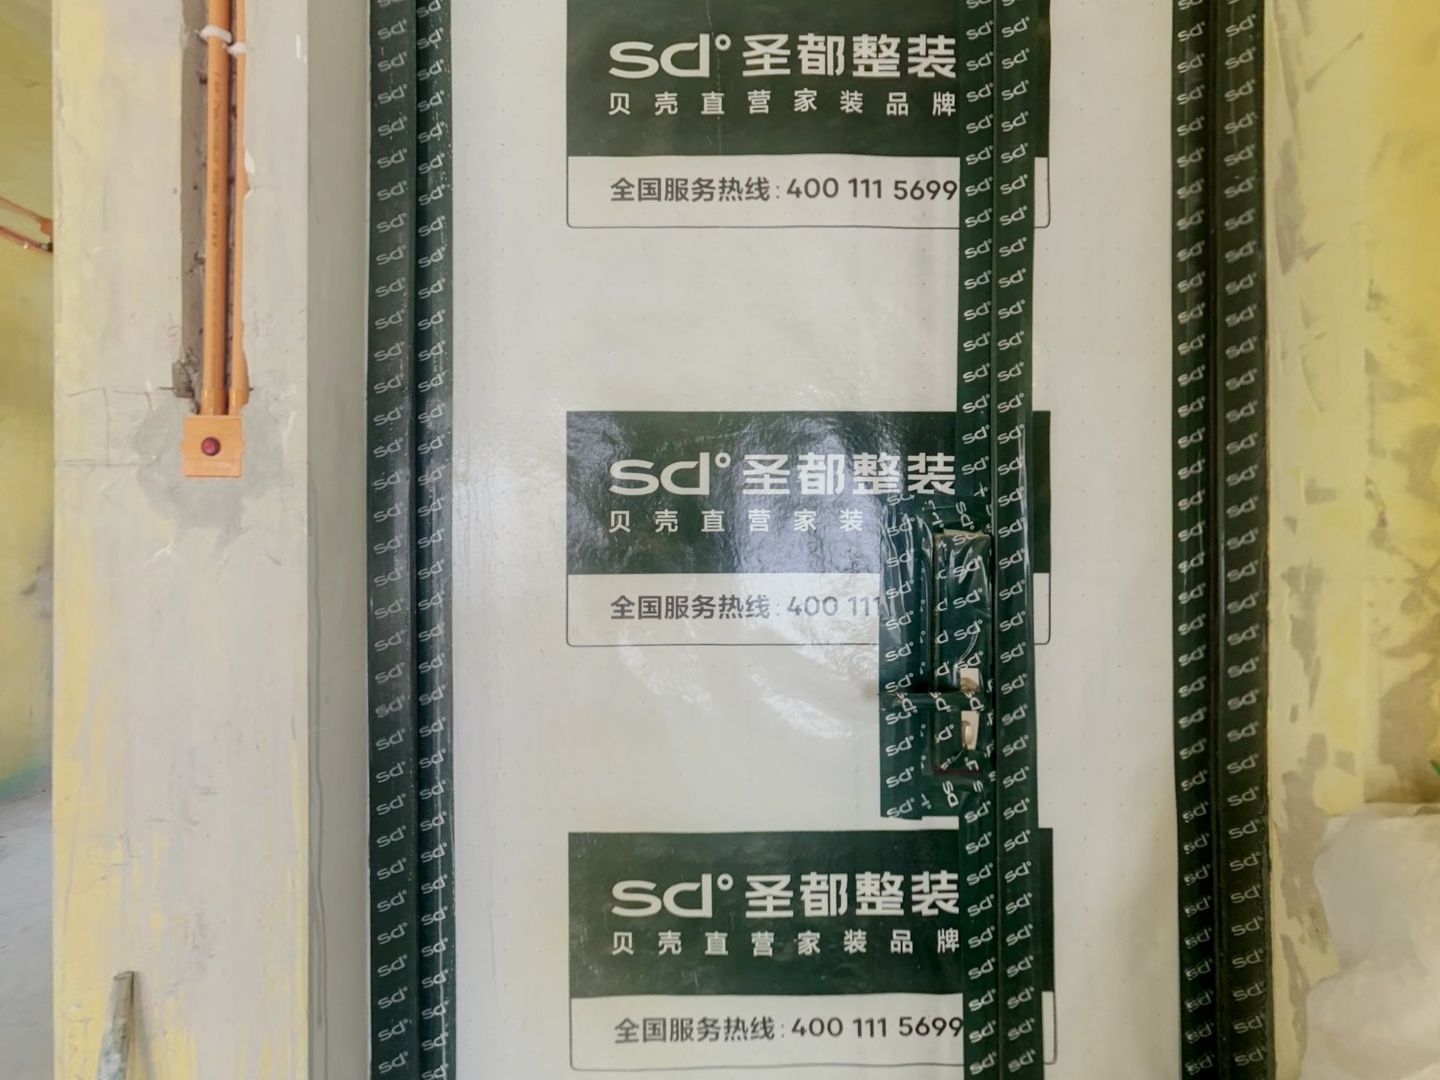 sd° 圣都整装
贝壳直营家装品牌
全国服务热线: 400 111 5699
sd° 圣都整装
贝壳直营家装
全国服务热线: 400 111
sd° 圣都整装
贝壳直营家装品牌
全国服务热线: 400 111 5699